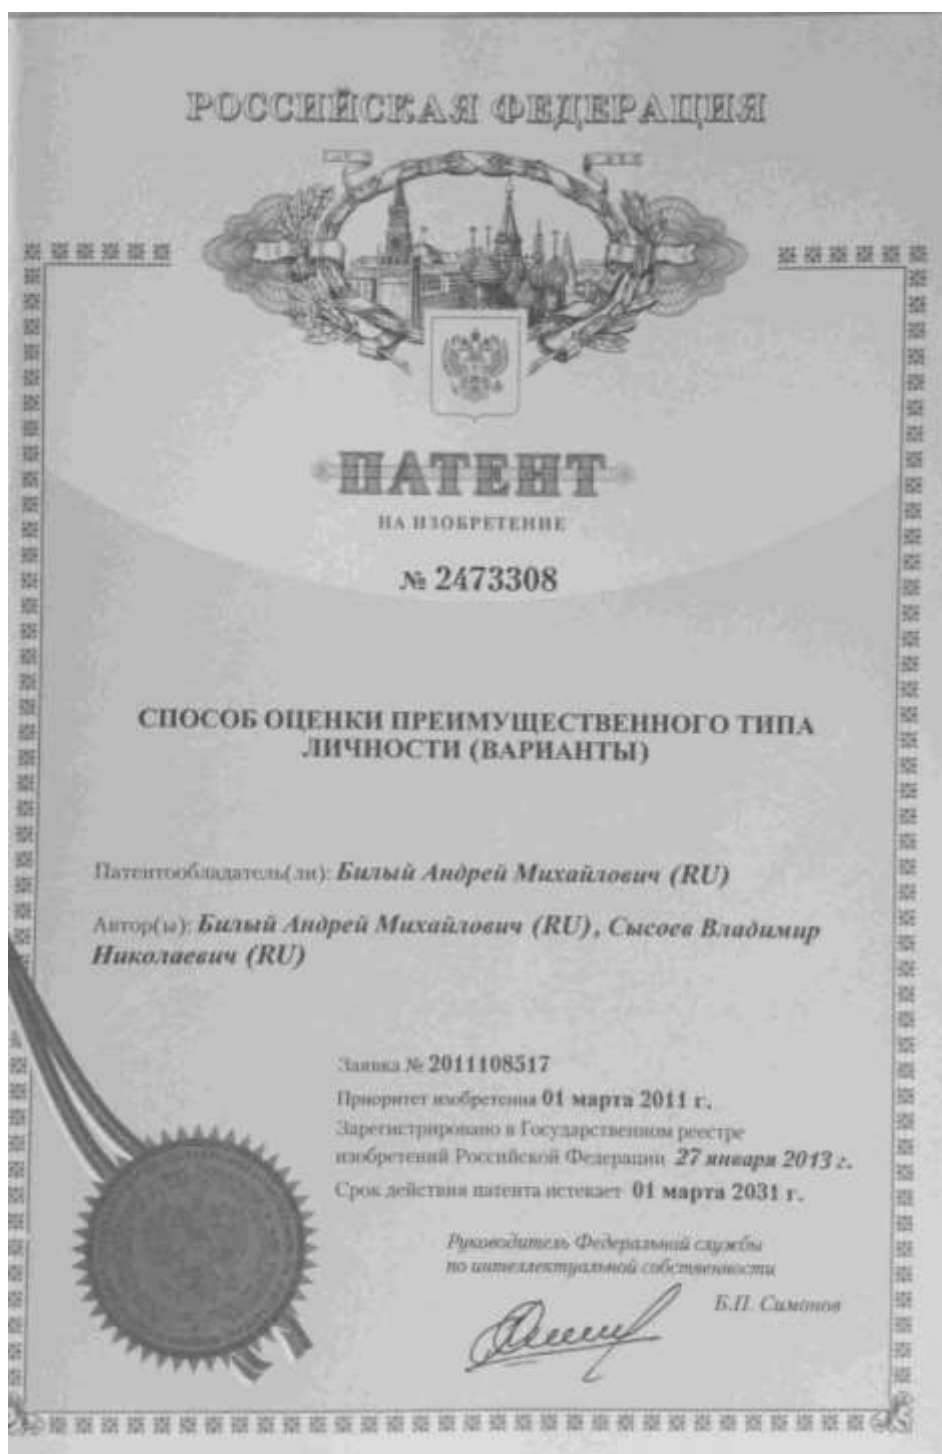 РОССИЙСКАЯ ФЕДЕРАЦИЯ
ПАТЕНТ
НА ИЗОБРЕТЕНИЕ
№ 2473308
СПОСОБ ОЦЕНКИ ПРЕИМУЩЕСТВЕННОГО ТИПА
ЛИЧНОСТИ (ВАРИАНТЫ)
Патентообладатель(ли): Билый Андрей Михайлович (RU)
Автор(ы): Билый Андрей Михайлович (RU), Сысоев Владимир
Николаевич (RU)
Заявка № 2011108517
Приоритет изобретения 01 марта 2011 г.
Зарегистрировано в Государственном реестре
изобретений Российской Федерации 27 января 2013 г.
Срок действия патента истекает 01 марта 2031 г.
Руководитель Федеральной службы
по интеллектуальной собственности
Б.П. Симонов